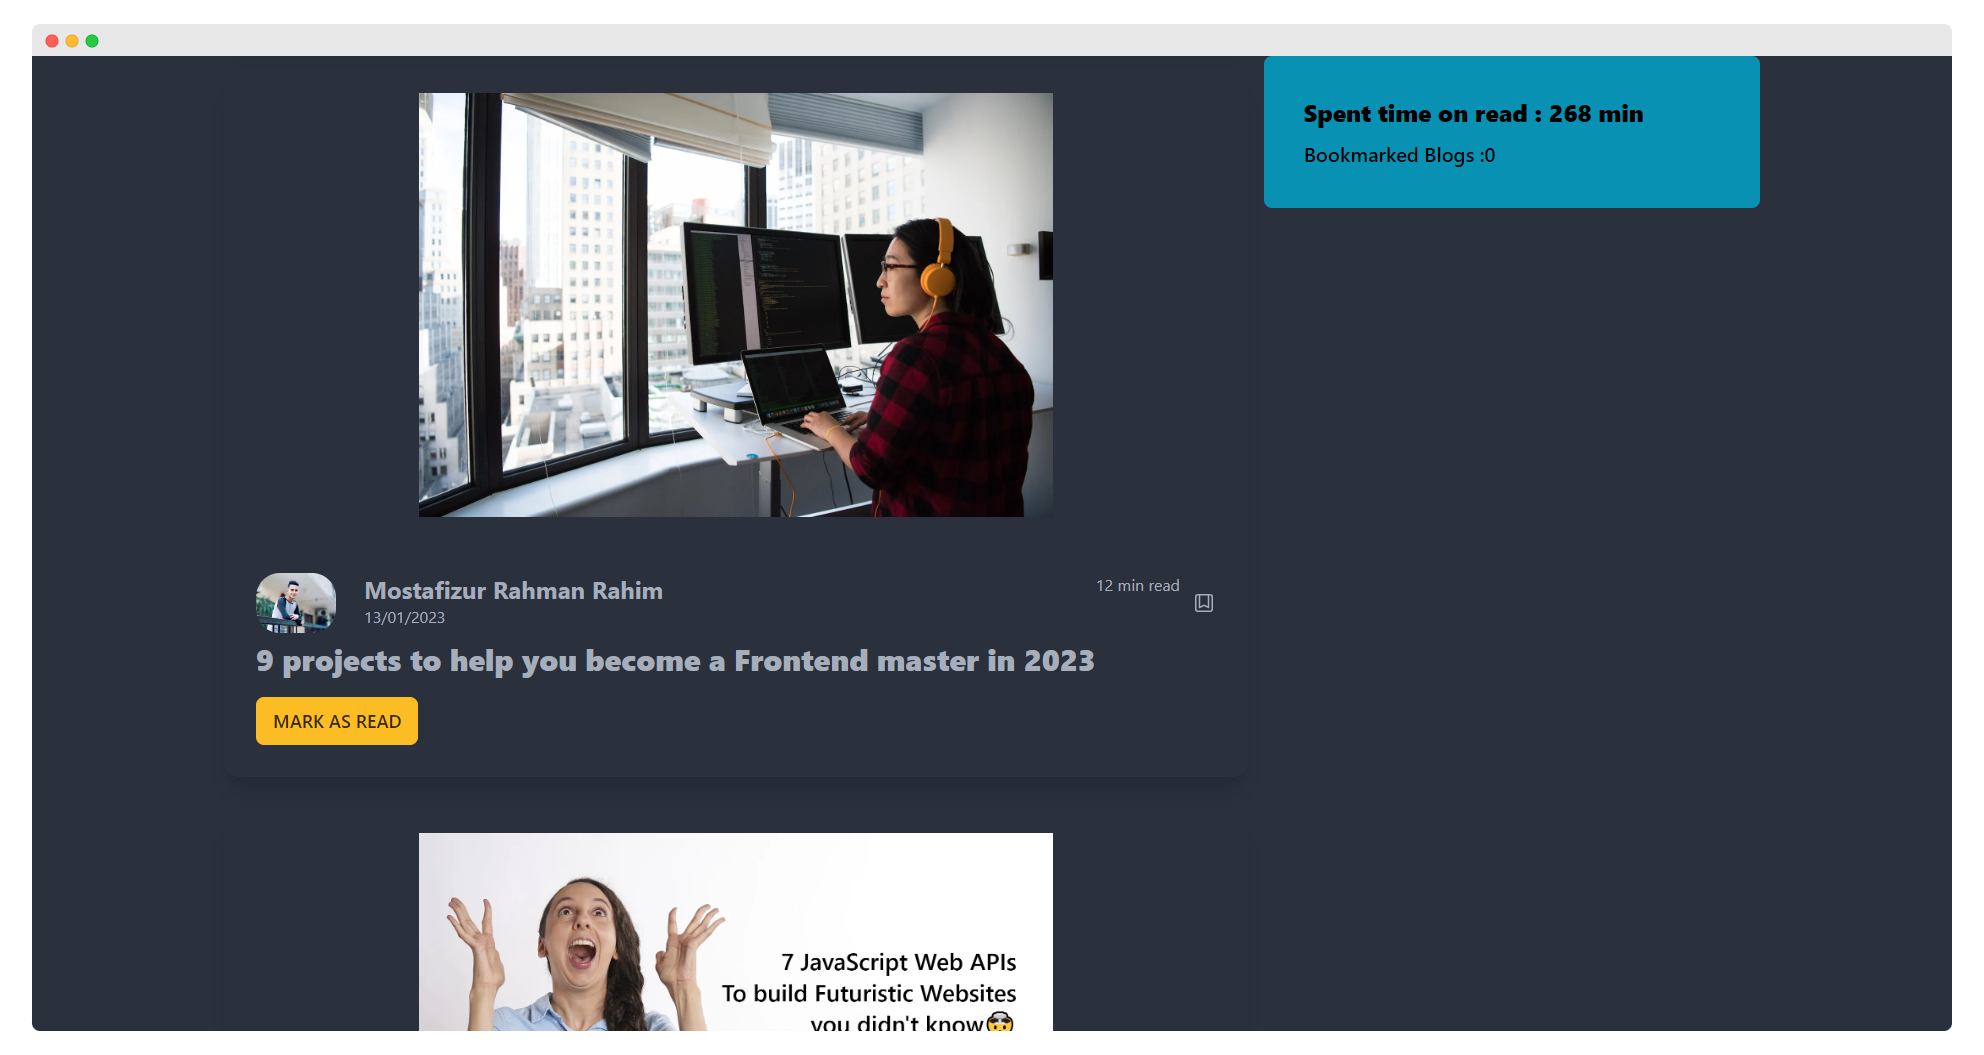 Spent time on read : 268 min
Bookmarked Blogs :0
Mostafizur Rahman Rahim
13/01/2023
12 min read
9 projects to help you become a Frontend master in 2023
MARK AS READ
7 JavaScript Web APIs
To build Futuristic Websites
you didn't know🤯